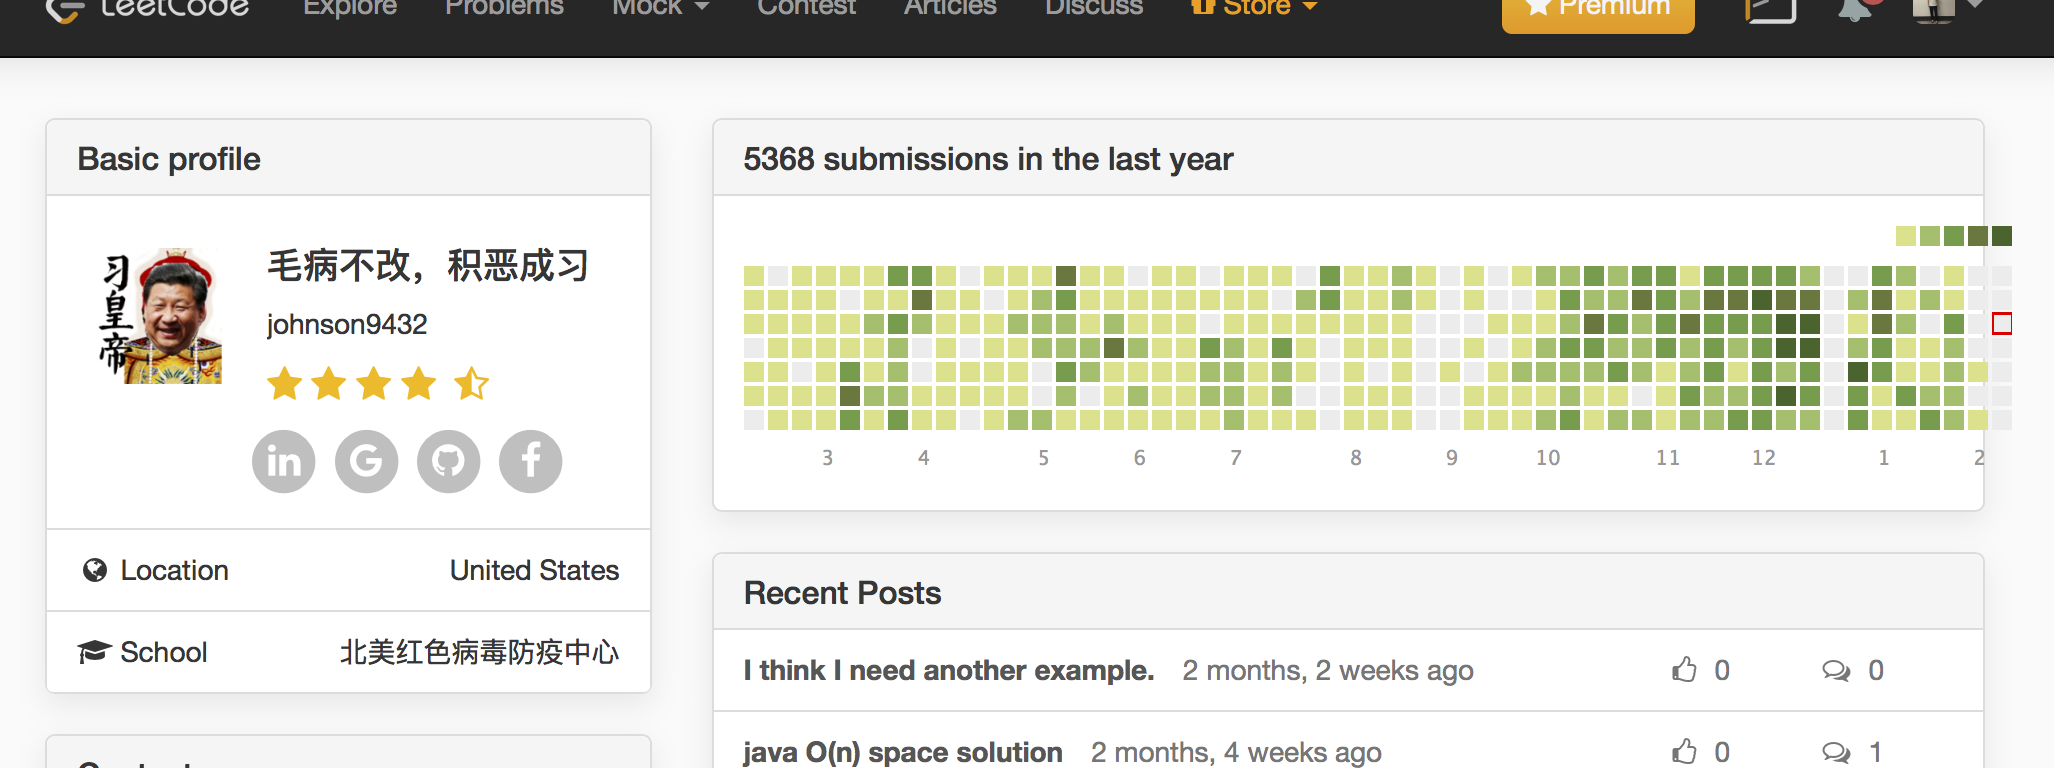 LeetCode Explore Problems Mock Contest Articles Discuss Store Premium
Basic profile
习皇帝
毛病不改，积恶成习
johnson9432
Location United States
School 北美红色病毒防疫中心
5368 submissions in the last year
3 4 5 6 7 8 9 10 11 12 1 2
Recent Posts
I think I need another example. 2 months, 2 weeks ago 0 0
java O(n) space solution 2 months, 4 weeks ago 0 1